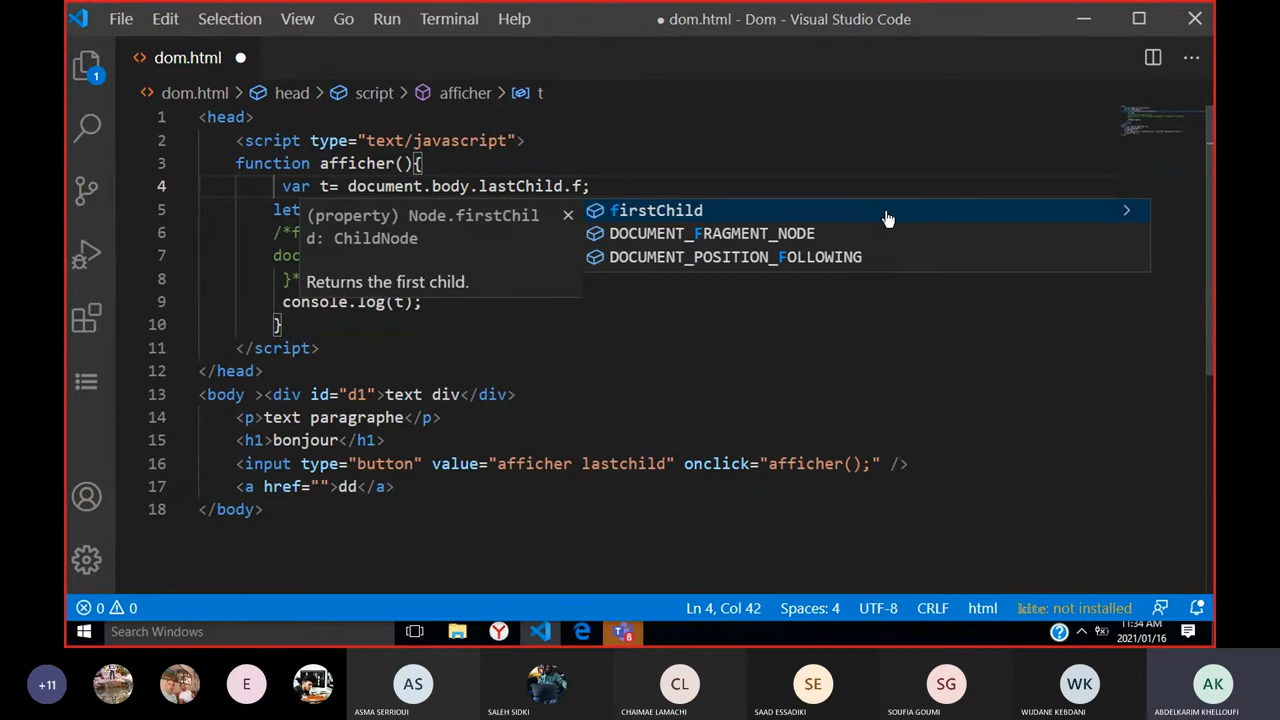 File Edit Selection View Go Run Terminal Help ● dom.html - Dom - Visual Studio Code
dom.html
dom.html > head > script > afficher > t
1 <head>
2 <script type="text/javascript">
3 function afficher(){
4 var t= document.body.lastChild.f;
5 let
(property) Node.firstChil
d: ChildNode
Returns the first child.
firstChild
DOCUMENT_FRAGMENT_NODE
DOCUMENT_POSITION_FOLLOWING
6 /*f
7 doc
8 }*
9 console.log(t);
10 }
11 </script>
12 </head>
13 <body ><div id="d1">text div</div>
14 <p>text paragraphe</p>
15 <h1>bonjour</h1>
16 <input type="button" value="afficher lastchild" onclick="afficher();" />
17 <a href="">dd</a>
18 </body>
1
0 0 Ln 4, Col 42 Spaces: 4 UTF-8 CRLF html kite: not installed
Search Windows
8
11:34 AM
2021/01/16
+11 E AS CL SE SG WK AK
ASMA SERRIOUI SALEH SIDKI CHAIMAE LAMACHI SAAD ESSADIKI SOUFIA GOUMI WIJDANE KEBDANI ABDELKARIM KHELLOUFI